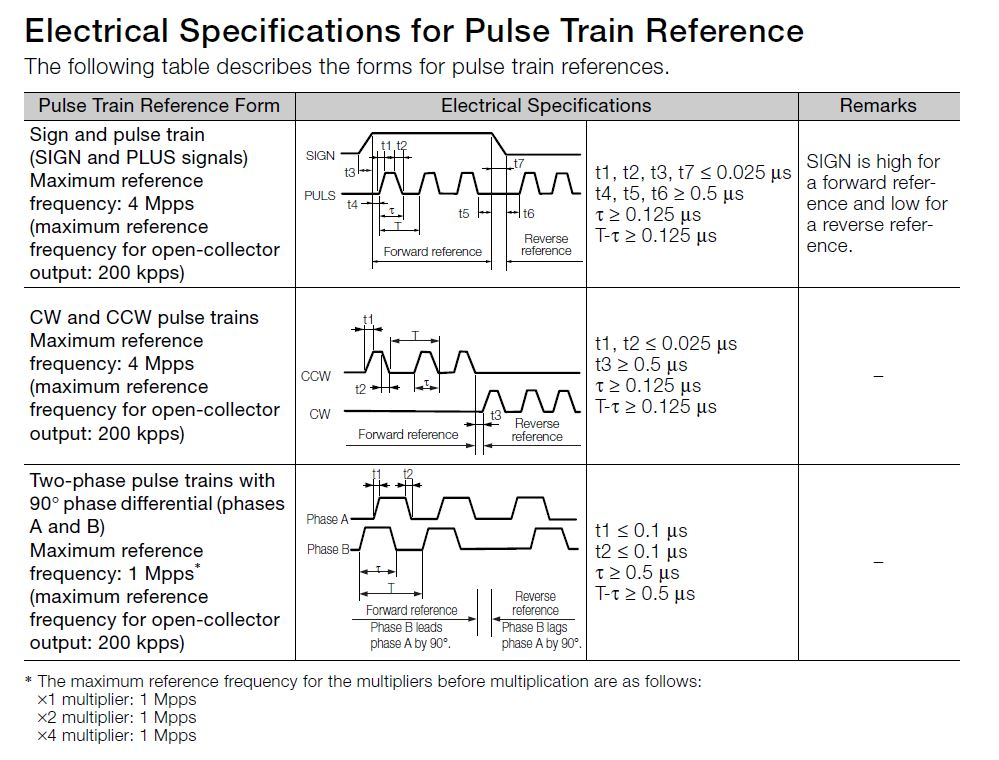 Electrical Specifications for Pulse Train Reference
The following table describes the forms for pulse train references.
Pulse Train Reference Form
Electrical Specifications
Remarks
Sign and pulse train
(SIGN and PLUS signals)
Maximum reference
frequency: 4 Mpps
(maximum reference
frequency for open-collector
output: 200 kpps)
SIGN
t1 t2
t3
t7
PULS
t4
τ
t5
t6
T
Forward reference
Reverse
reference
t1, t2, t3, t7 ≤ 0.025 μs
t4, t5, t6 ≥ 0.5 μs
τ ≥ 0.125 μs
T-τ ≥ 0.125 μs
SIGN is high for
a forward refer-
ence and low for
a reverse refer-
ence.
CW and CCW pulse trains
Maximum reference
frequency: 4 Mpps
(maximum reference
frequency for open-collector
output: 200 kpps)
t1
T
CCW
t2
τ
CW
t3
Forward reference
Reverse
reference
t1, t2 ≤ 0.025 μs
t3 ≥ 0.5 μs
τ ≥ 0.125 μs
T-τ ≥ 0.125 μs
–
Two-phase pulse trains with
90° phase differential (phases
A and B)
Maximum reference
frequency: 1 Mpps*
(maximum reference
frequency for open-collector
output: 200 kpps)
t1
t2
Phase A
Phase B
τ
T
Forward reference
Phase B leads
phase A by 90°.
Reverse
reference
Phase B lags
phase A by 90°.
t1 ≤ 0.1 μs
t2 ≤ 0.1 μs
τ ≥ 0.5 μs
T-τ ≥ 0.5 μs
–
* The maximum reference frequency for the multipliers before multiplication are as follows:
×1 multiplier: 1 Mpps
×2 multiplier: 1 Mpps
×4 multiplier: 1 Mpps